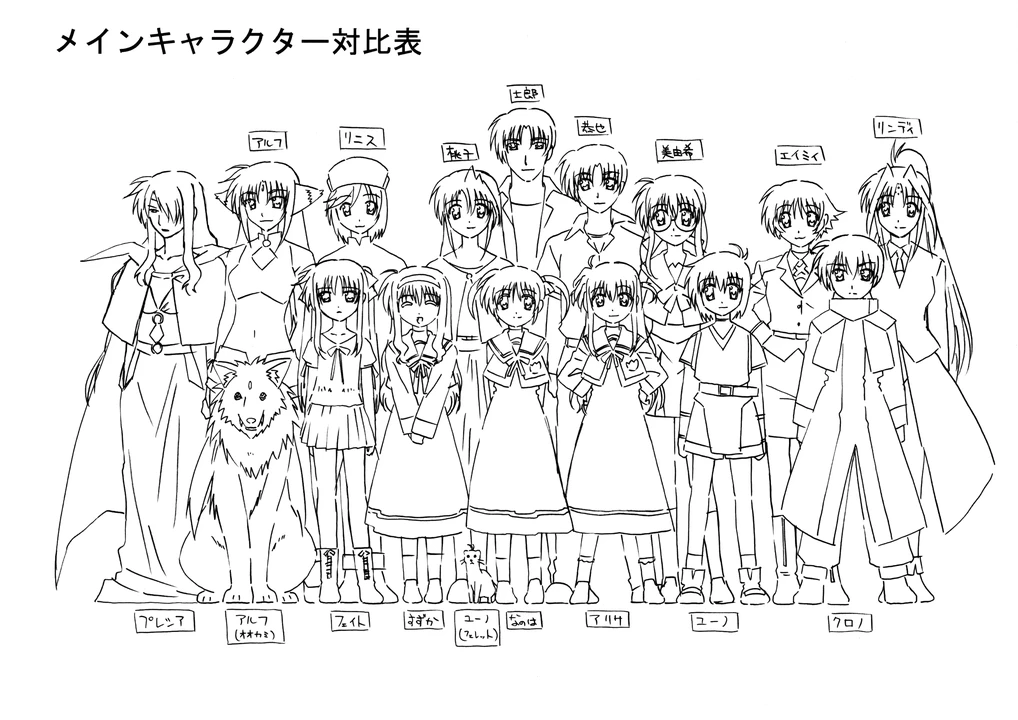 メインキャラクター対比表
士郎
アルフ
リニス
桃子
恭也
美由希
エイミィ
リンディ
プレシア
アルフ
(オオカミ)
フェイト
すずか
ユーノ
(フェレット)
なのは
アリサ
ユーノ
クロノ